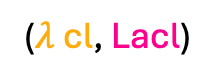 (λ cl, Lacl)